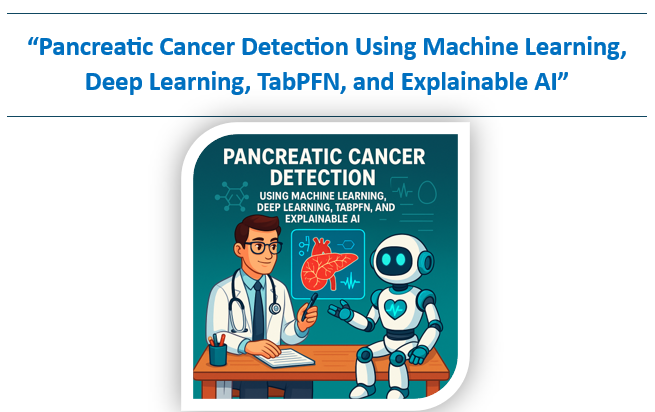 “Pancreatic Cancer Detection Using Machine Learning,
Deep Learning, TabPFN, and Explainable AI”
PANCREATIC CANCER
DETECTION
USING MACHINE LEARNING,
DEEP LEARNING, TABPFN, AND
EXPLAINABLE AI